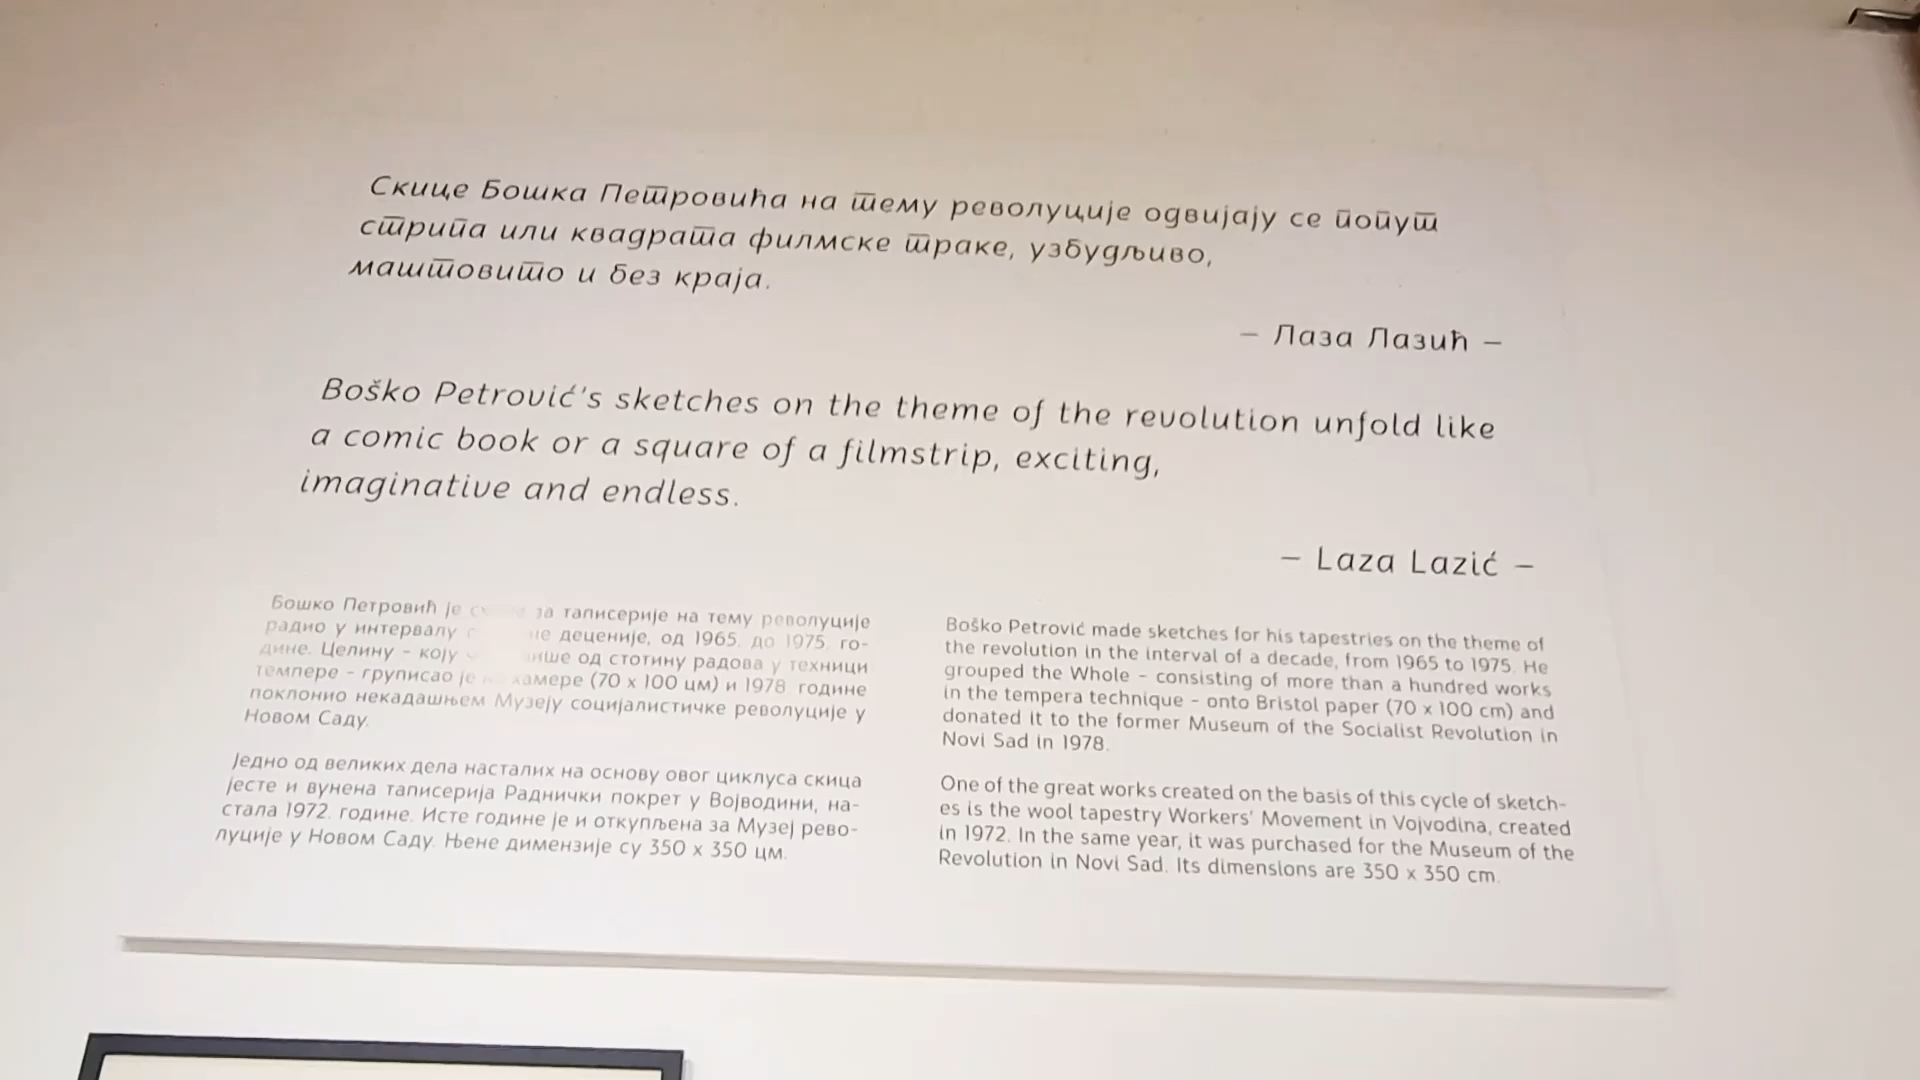 Скице Бошка Петровића на тему револуције одвијају се попут
стрипа или квадрата филмске траке, узбудљиво,
маштовито и без краја.
– Лаза Лазић –
Boško Petrović's sketches on the theme of the revolution unfold like
a comic book or a square of a filmstrip, exciting,
imaginative and endless.
– Laza Lazić –
Бошко Петровић је за таписерије на тему револуције
радио у интервалу деценије, од 1965. до 1975. го-
дине. Целину – коју од стотину радова у техници
темпере – груписао је (70 x 100 цм) и 1978. године
поклонио некадашњем Музеју социјалистичке револуције у
Новом Саду.
Једно од великих дела насталих на основу овог циклуса скица
јесте и вунена таписерија Раднички покрет у Војводини, на-
стала 1972. године. Исте године је и откупљена за Музеј рево-
луције у Новом Саду. Њене димензије су 350 x 350 цм.
Boško Petrović made sketches for his tapestries on the theme of
the revolution in the interval of a decade, from 1965 to 1975. He
grouped the Whole – consisting of more than a hundred works
in the tempera technique – onto Bristol paper (70 x 100 cm) and
donated it to the former Museum of the Socialist Revolution in
Novi Sad in 1978.
One of the great works created on the basis of this cycle of sketch-
es is the wool tapestry Workers' Movement in Vojvodina, created
in 1972. In the same year, it was purchased for the Museum of the
Revolution in Novi Sad. Its dimensions are 350 x 350 cm.